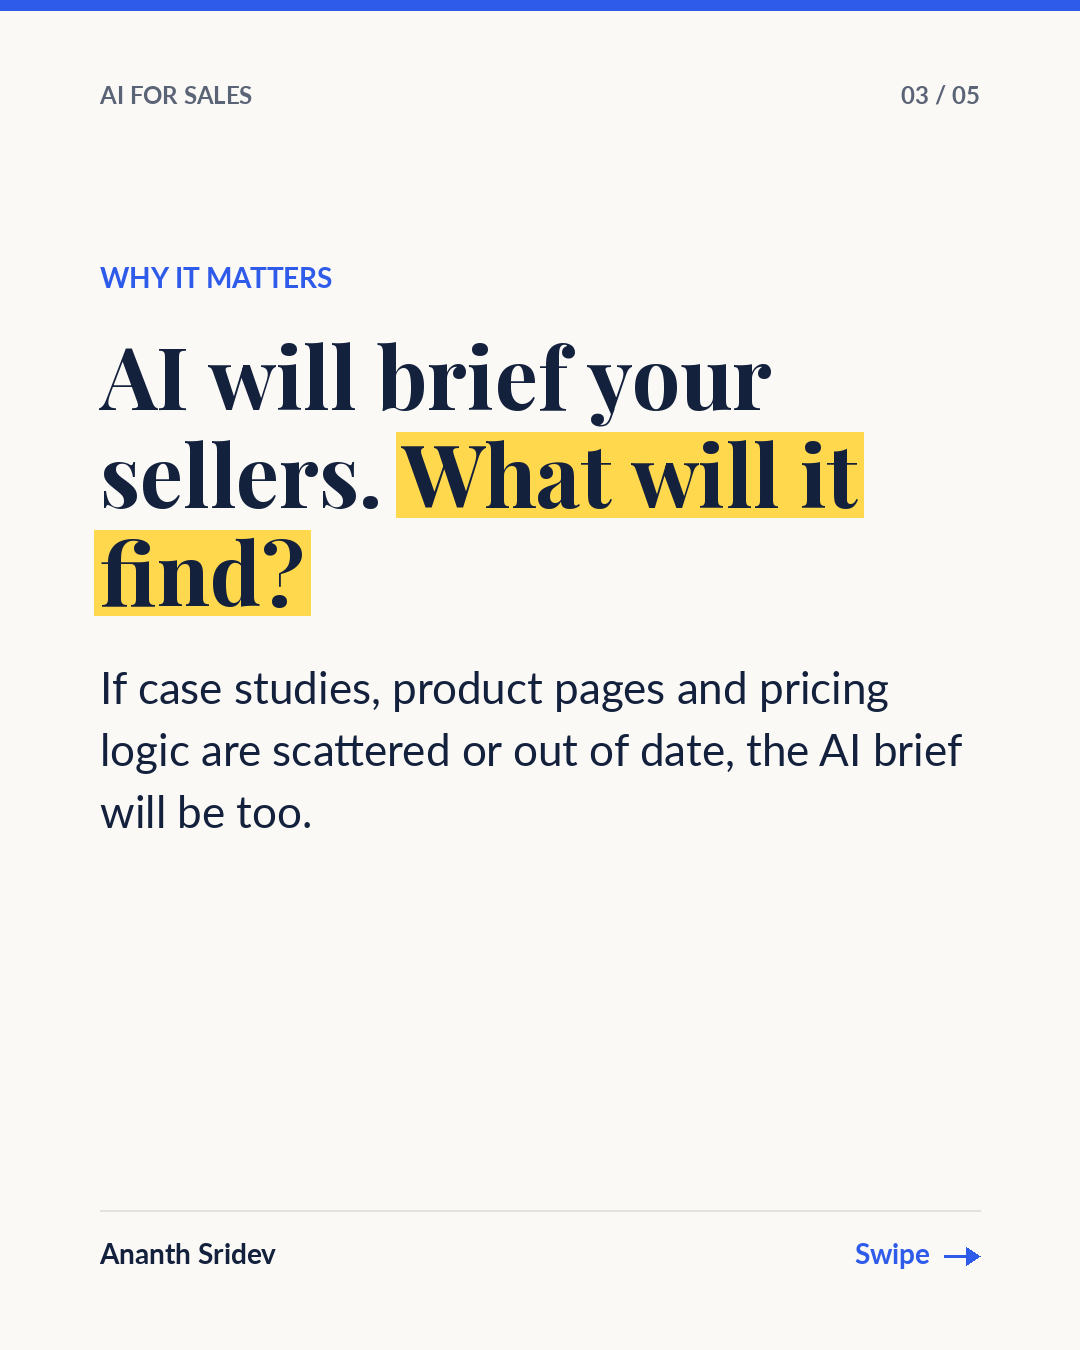 AI FOR SALES
03 / 05
WHY IT MATTERS
AI will brief your
sellers. What will it
find?
If case studies, product pages and pricing
logic are scattered or out of date, the AI brief
will be too.
Ananth Sridev
Swipe →